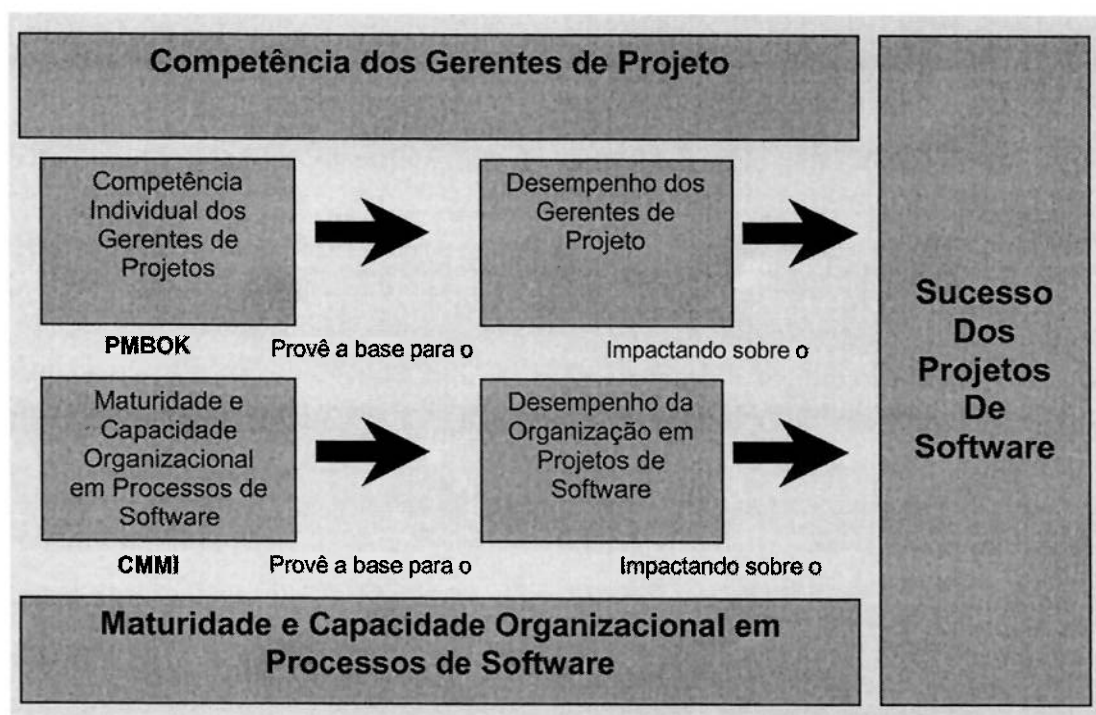 Competência dos Gerentes de Projeto
Competência
Individual dos
Gerentes de
Projetos
Desempenho dos
Gerentes de
Projeto
PMBOK
Provê a base para o
Impactando sobre o
Maturidade e
Capacidade
Organizacional
em Processos de
Software
Desempenho da
Organização em
Projetos de
Software
CMMI
Provê a base para o
Impactando sobre o
Maturidade e Capacidade Organizacional em
Processos de Software
Sucesso
Dos
Projetos
De
Software